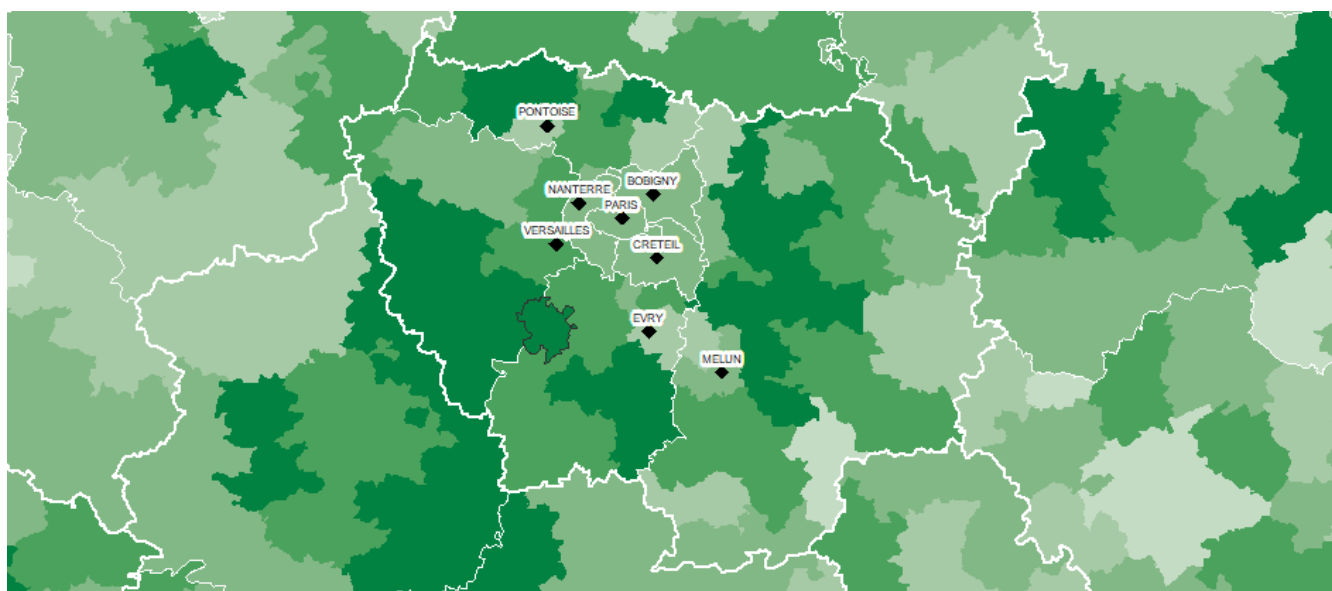 PONTOISE
BOBIGNY
NANTERRE
PARIS
VERSAILLES
CRETEIL
EVRY
MELUN